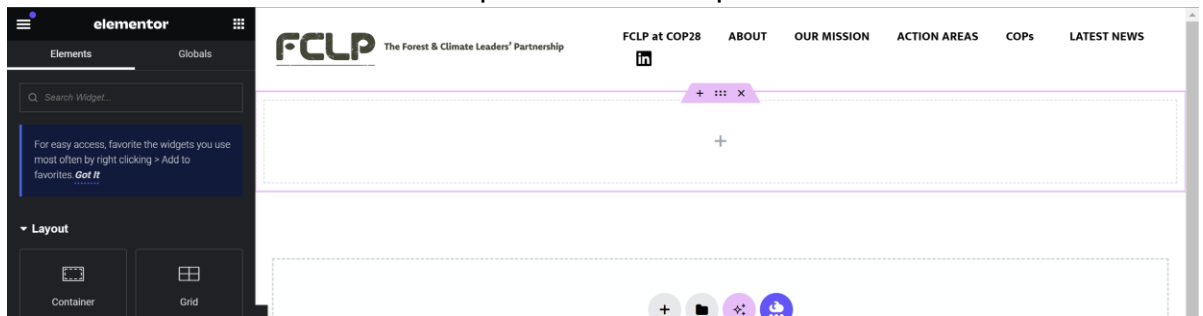 elementor
Elements Globals
Search Widget...
For easy access, favorite the widgets you use
most often by right clicking > Add to
favorites. Got It
Layout
Container Grid
FCLP The Forest & Climate Leaders' Partnership
FCLP at COP28 ABOUT OUR MISSION ACTION AREAS COPs LATEST NEWS
in